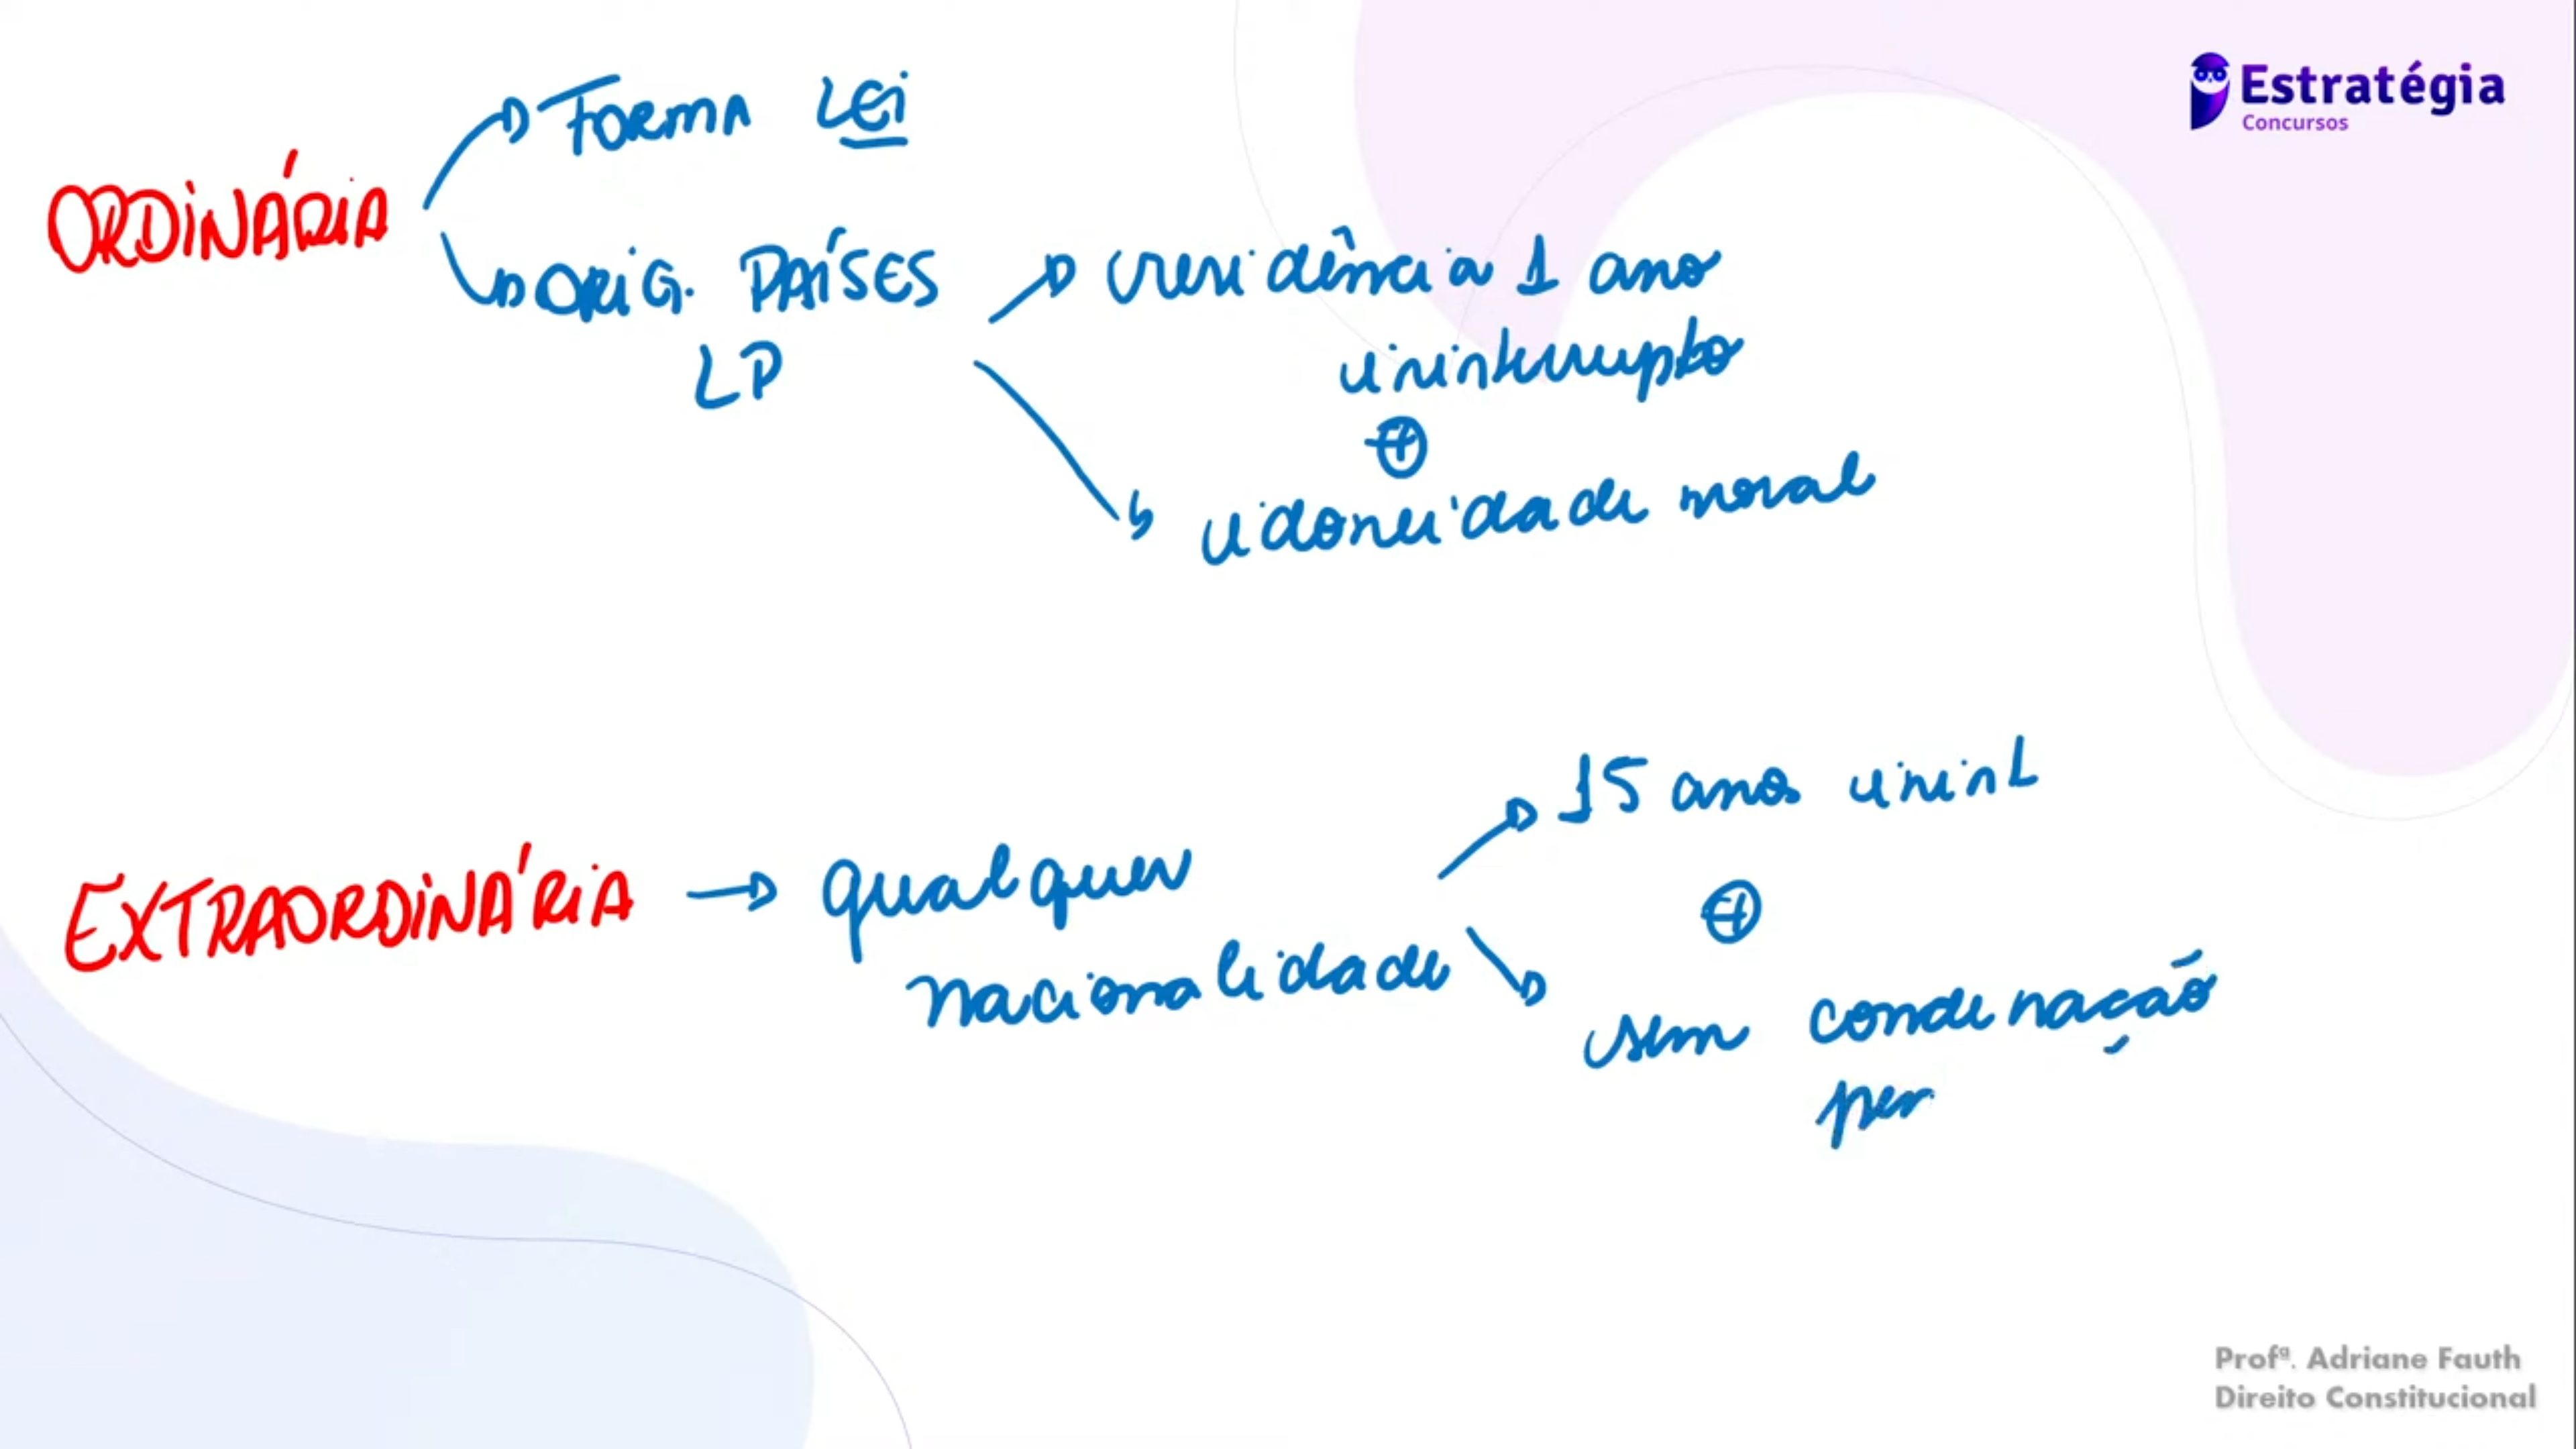 Estratégia
Concursos
FORMA LEI
ORDINÁRIA
ORIG. PAÍSES
LP
residência 1 ano
ininterrupto
+
idoneidade moral
15 anos inint
EXTRAORDINÁRIA
qualquer
nacionalidade
+
sem condenação
pen
Profª. Adriane Fauth
Direito Constitucional